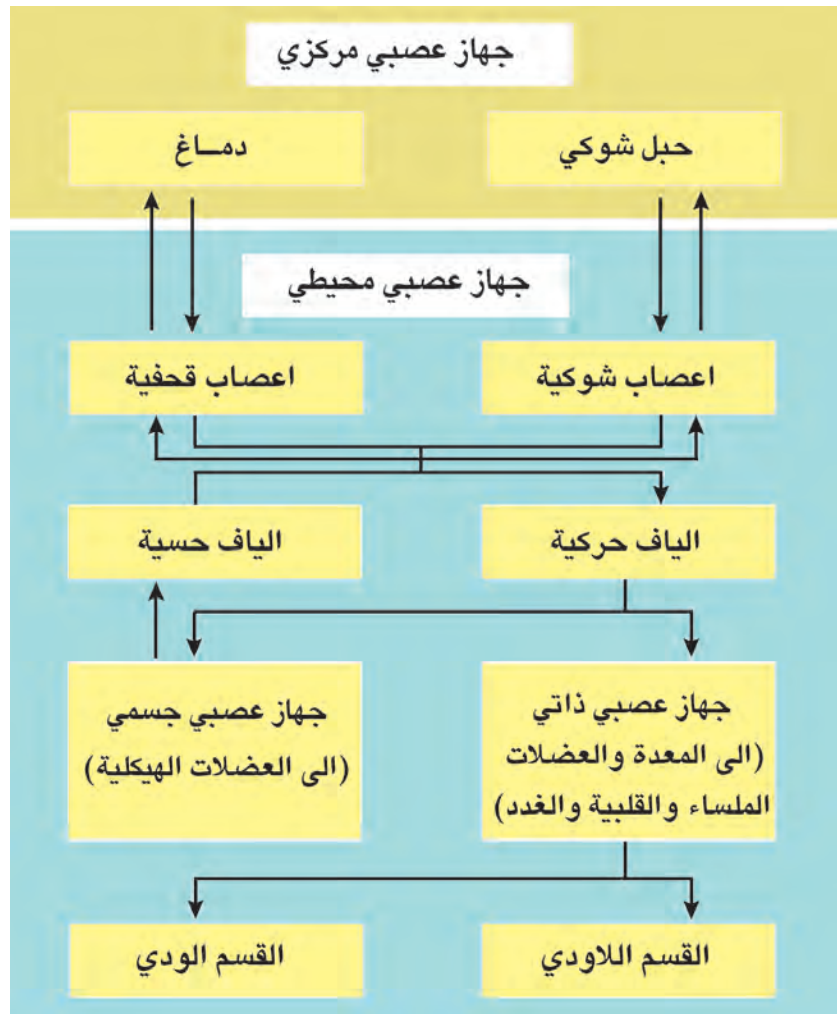 جهاز عصبي مركزي
حبل شوكي
دمــاغ
جهاز عصبي محيطي
اعصاب شوكية
اعصاب قحفية
الياف حركية
الياف حسية
جهاز عصبي ذاتي
(الى المعدة والعضلات
الملساء والقلبية والغدد)
جهاز عصبي جسمي
(الى العضلات الهيكلية)
القسم اللاودي
القسم الودي